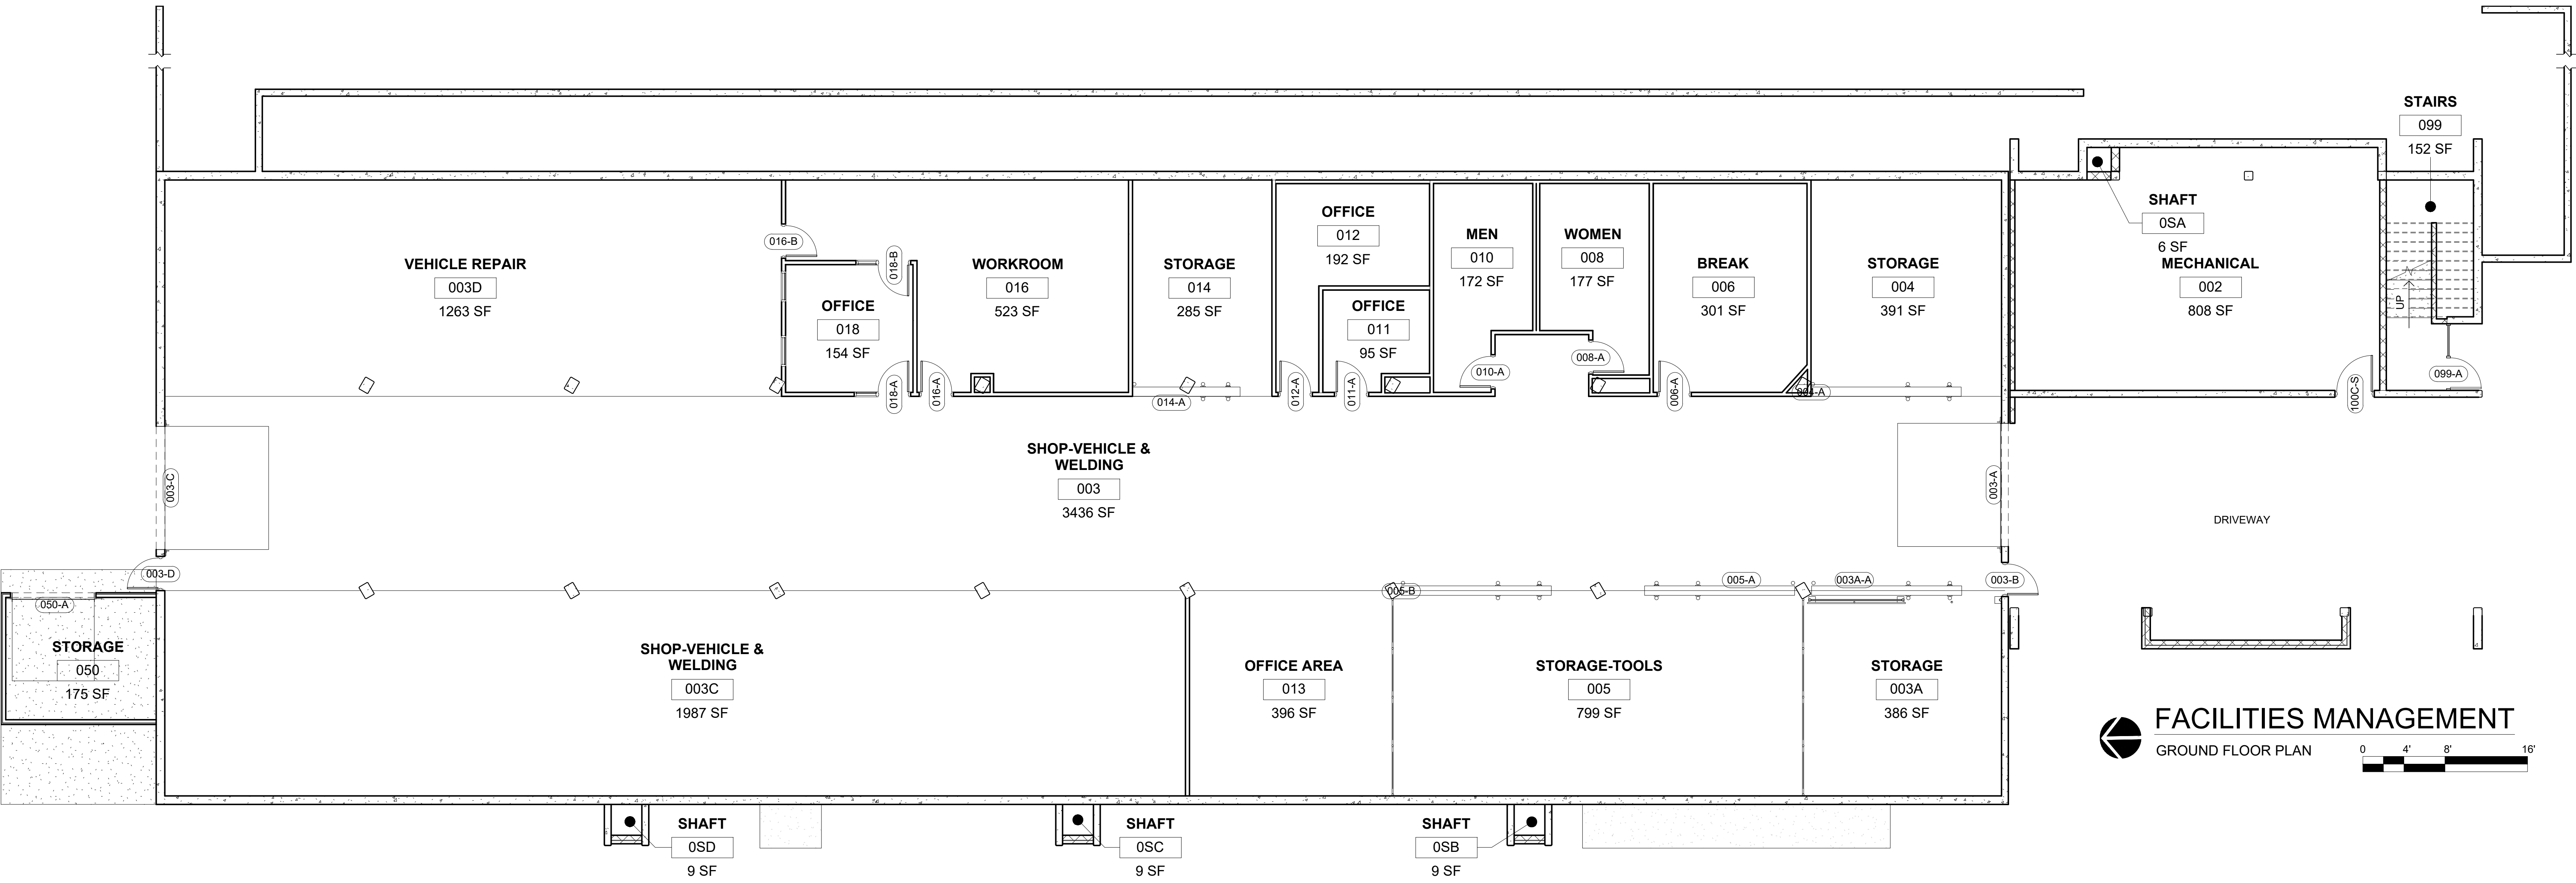 STAIRS
099
152 SF
SHAFT
0SA
6 SF
MECHANICAL
002
808 SF
UP
099-A
100C-S
VEHICLE REPAIR
003D
1263 SF
016-B
018-B
OFFICE
018
154 SF
018-A
016-A
WORKROOM
016
523 SF
STORAGE
014
285 SF
014-A
OFFICE
012
192 SF
012-A
OFFICE
011
95 SF
011-A
MEN
010
172 SF
010-A
WOMEN
008
177 SF
008-A
BREAK
006
301 SF
006-A
STORAGE
004
391 SF
004-A
SHOP-VEHICLE &
WELDING
003
3436 SF
003-C
003-A
DRIVEWAY
003-D
003-B
050-A
STORAGE
050
175 SF
SHOP-VEHICLE &
WELDING
003C
1987 SF
OFFICE AREA
013
396 SF
005-B
005-A
003A-A
STORAGE-TOOLS
005
799 SF
STORAGE
003A
386 SF
SHAFT
0SD
9 SF
SHAFT
0SC
9 SF
SHAFT
0SB
9 SF
FACILITIES MANAGEMENT
GROUND FLOOR PLAN
0 4' 8' 16'